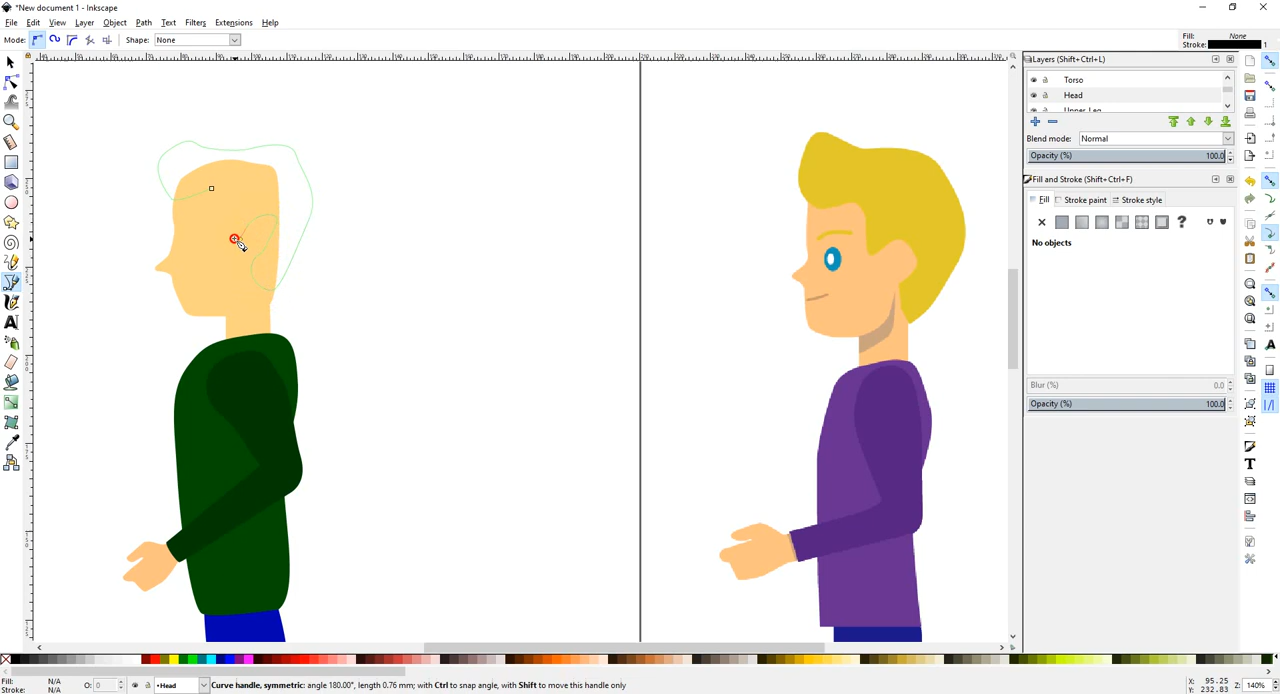 *New document 1 - Inkscape
File Edit View Layer Object Path Text Filters Extensions Help
Mode: Shape: None
Fill: None
Stroke: 1
Layers (Shift+Ctrl+L)
Torso
Head
Upper Leg
Blend mode: Normal
Opacity (%) 100.0
Fill and Stroke (Shift+Ctrl+F)
Fill Stroke paint Stroke style
No objects
Blur (%) 0.0
Opacity (%) 100.0
Fill: N/A
Stroke: N/A
O: 0
Head
Curve handle, symmetric: angle 180.00°, length 0.76 mm; with Ctrl to snap angle, with Shift to move this handle only
X: 95.25
Y: 232.83
Z: 140%